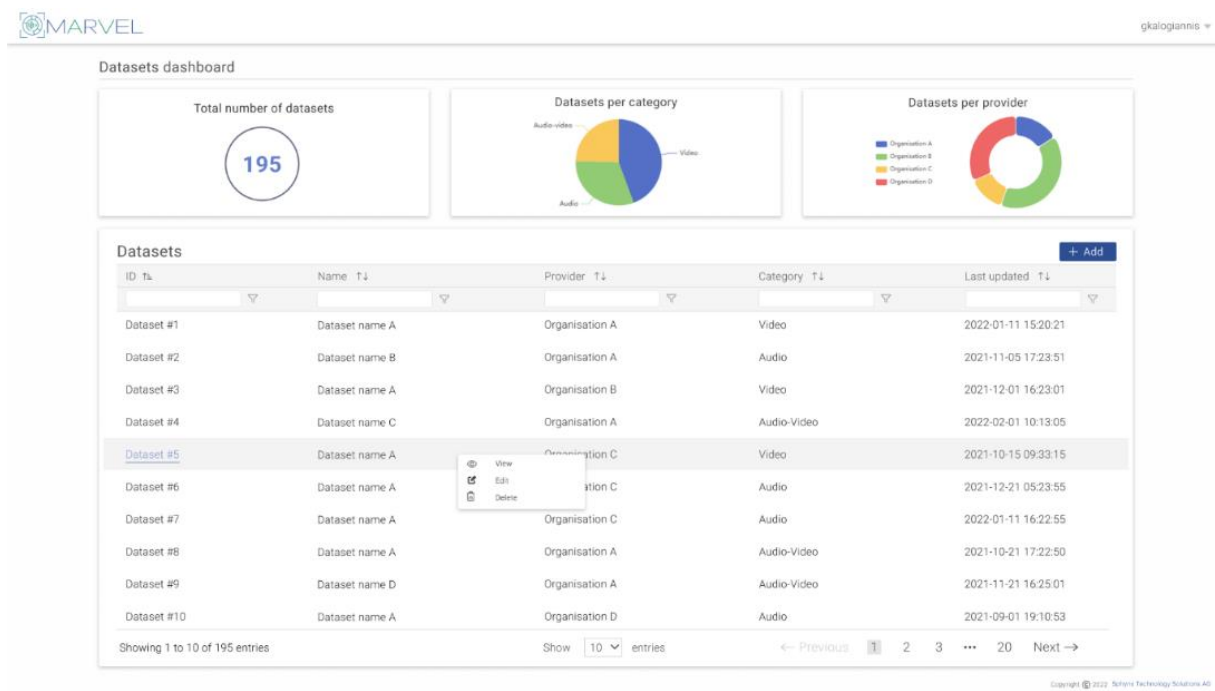 MARVEL
gkalogiannis
Datasets dashboard
Total number of datasets
195
Datasets per category
Audio-video
Video
Audio
Datasets per provider
Organisation A
Organisation B
Organisation C
Organisation D
Datasets
+ Add
ID Name Provider Category Last updated
Dataset #1 Dataset name A Organisation A Video 2022-01-11 15:20:21
Dataset #2 Dataset name B Organisation A Audio 2021-11-05 17:23:51
Dataset #3 Dataset name A Organisation B Video 2021-12-01 16:23:01
Dataset #4 Dataset name C Organisation A Audio-Video 2022-02-01 10:13:05
Dataset #5 Dataset name A Organisation C Video 2021-10-15 09:33:15
View
Edit
Delete
Dataset #6 Dataset name A ation C Audio 2021-12-21 05:23:55
Dataset #7 Dataset name A Organisation C Audio 2022-01-11 16:22:55
Dataset #8 Dataset name A Organisation A Audio-Video 2021-10-21 17:22:50
Dataset #9 Dataset name D Organisation A Audio-Video 2021-11-21 16:25:01
Dataset #10 Dataset name A Organisation D Audio 2021-09-01 19:10:53
Showing 1 to 10 of 195 entries Show 10 entries ← Previous 1 2 3 ••• 20 Next →
Copyright © 2022 Sphynx Technology Solutions AG